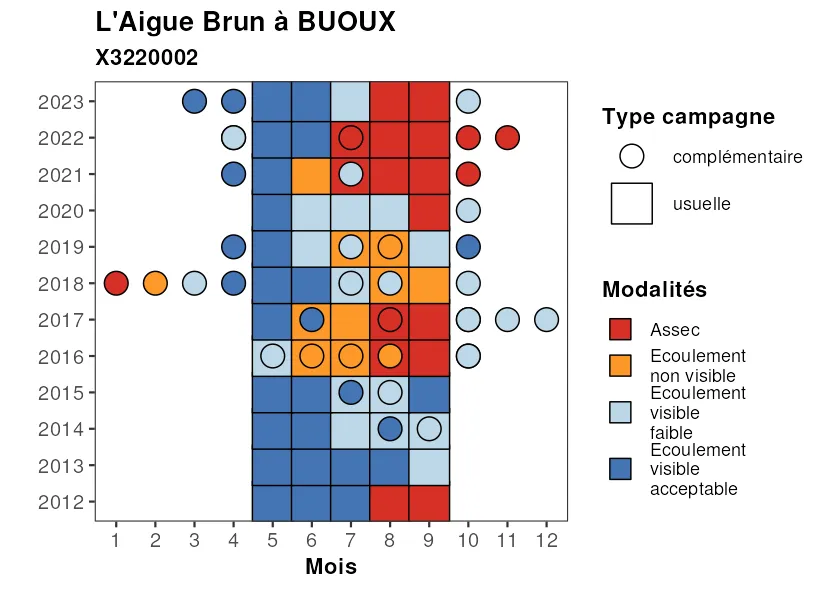 L'Aigue Brun à BUOUX
X3220002
2023
2022
2021
2020
2019
2018
2017
2016
2015
2014
2013
2012
1 2 3 4 5 6 7 8 9 10 11 12
Mois
Type campagne
complémentaire
usuelle
Modalités
Assec
Ecoulement
non visible
Ecoulement
visible
faible
Ecoulement
visible
acceptable